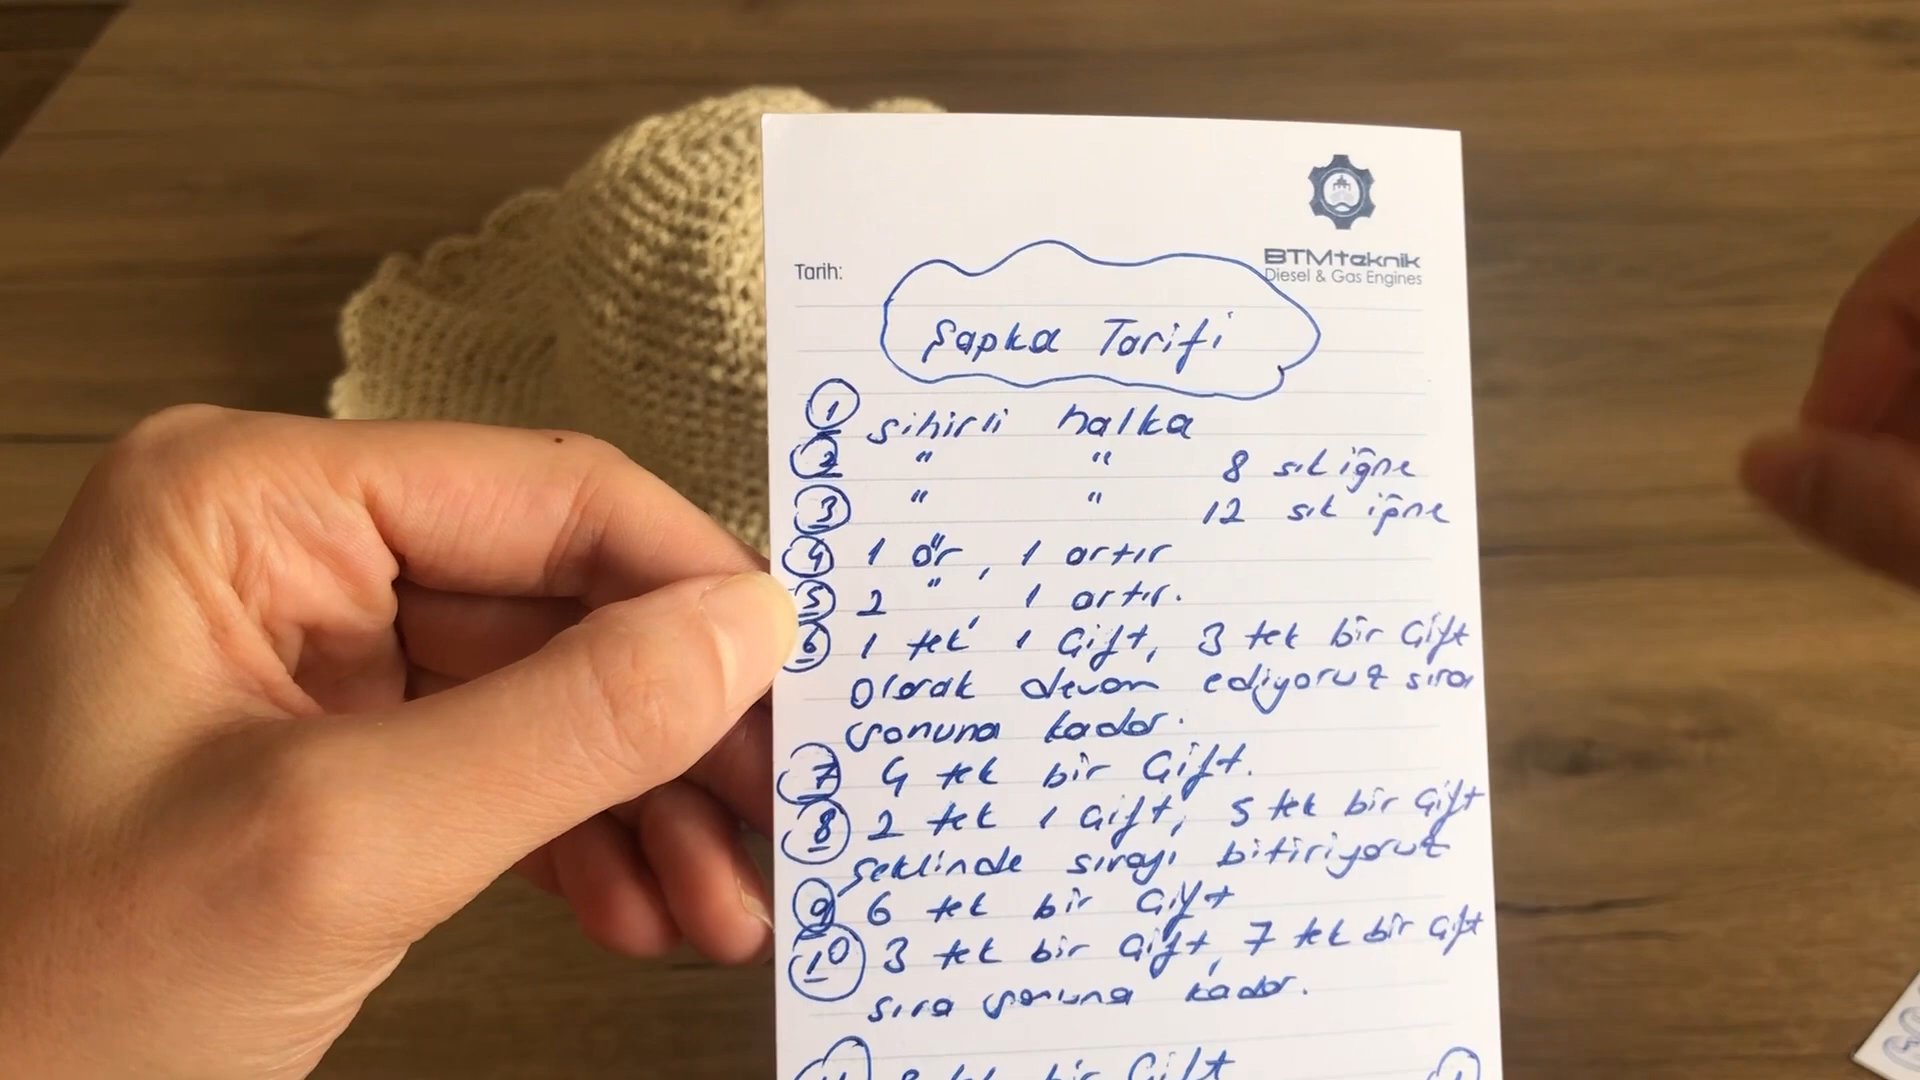 BTMteknik
Diesel & Gas Engines
Tarih:
Şapka Tarifi
1 Sihirli halka
2 " " 8 sık iğne
3 " " 12 sık iğne
4 1 ör, 1 artır
5 2 ", 1 artır.
6 1 tek 1 Çift, 3 tek bir Çift
olarak devam ediyoruz sıra
sonuna kadar.
7 4 tek bir Çift.
8 2 tek 1 Çift, 5 tek bir Çift
şeklinde sırayı bitiriyoruz
9 6 tek bir Çift
10 3 tek bir Çift, 7 tek bir Çift
sıra sonuna kadar.
bir Çift